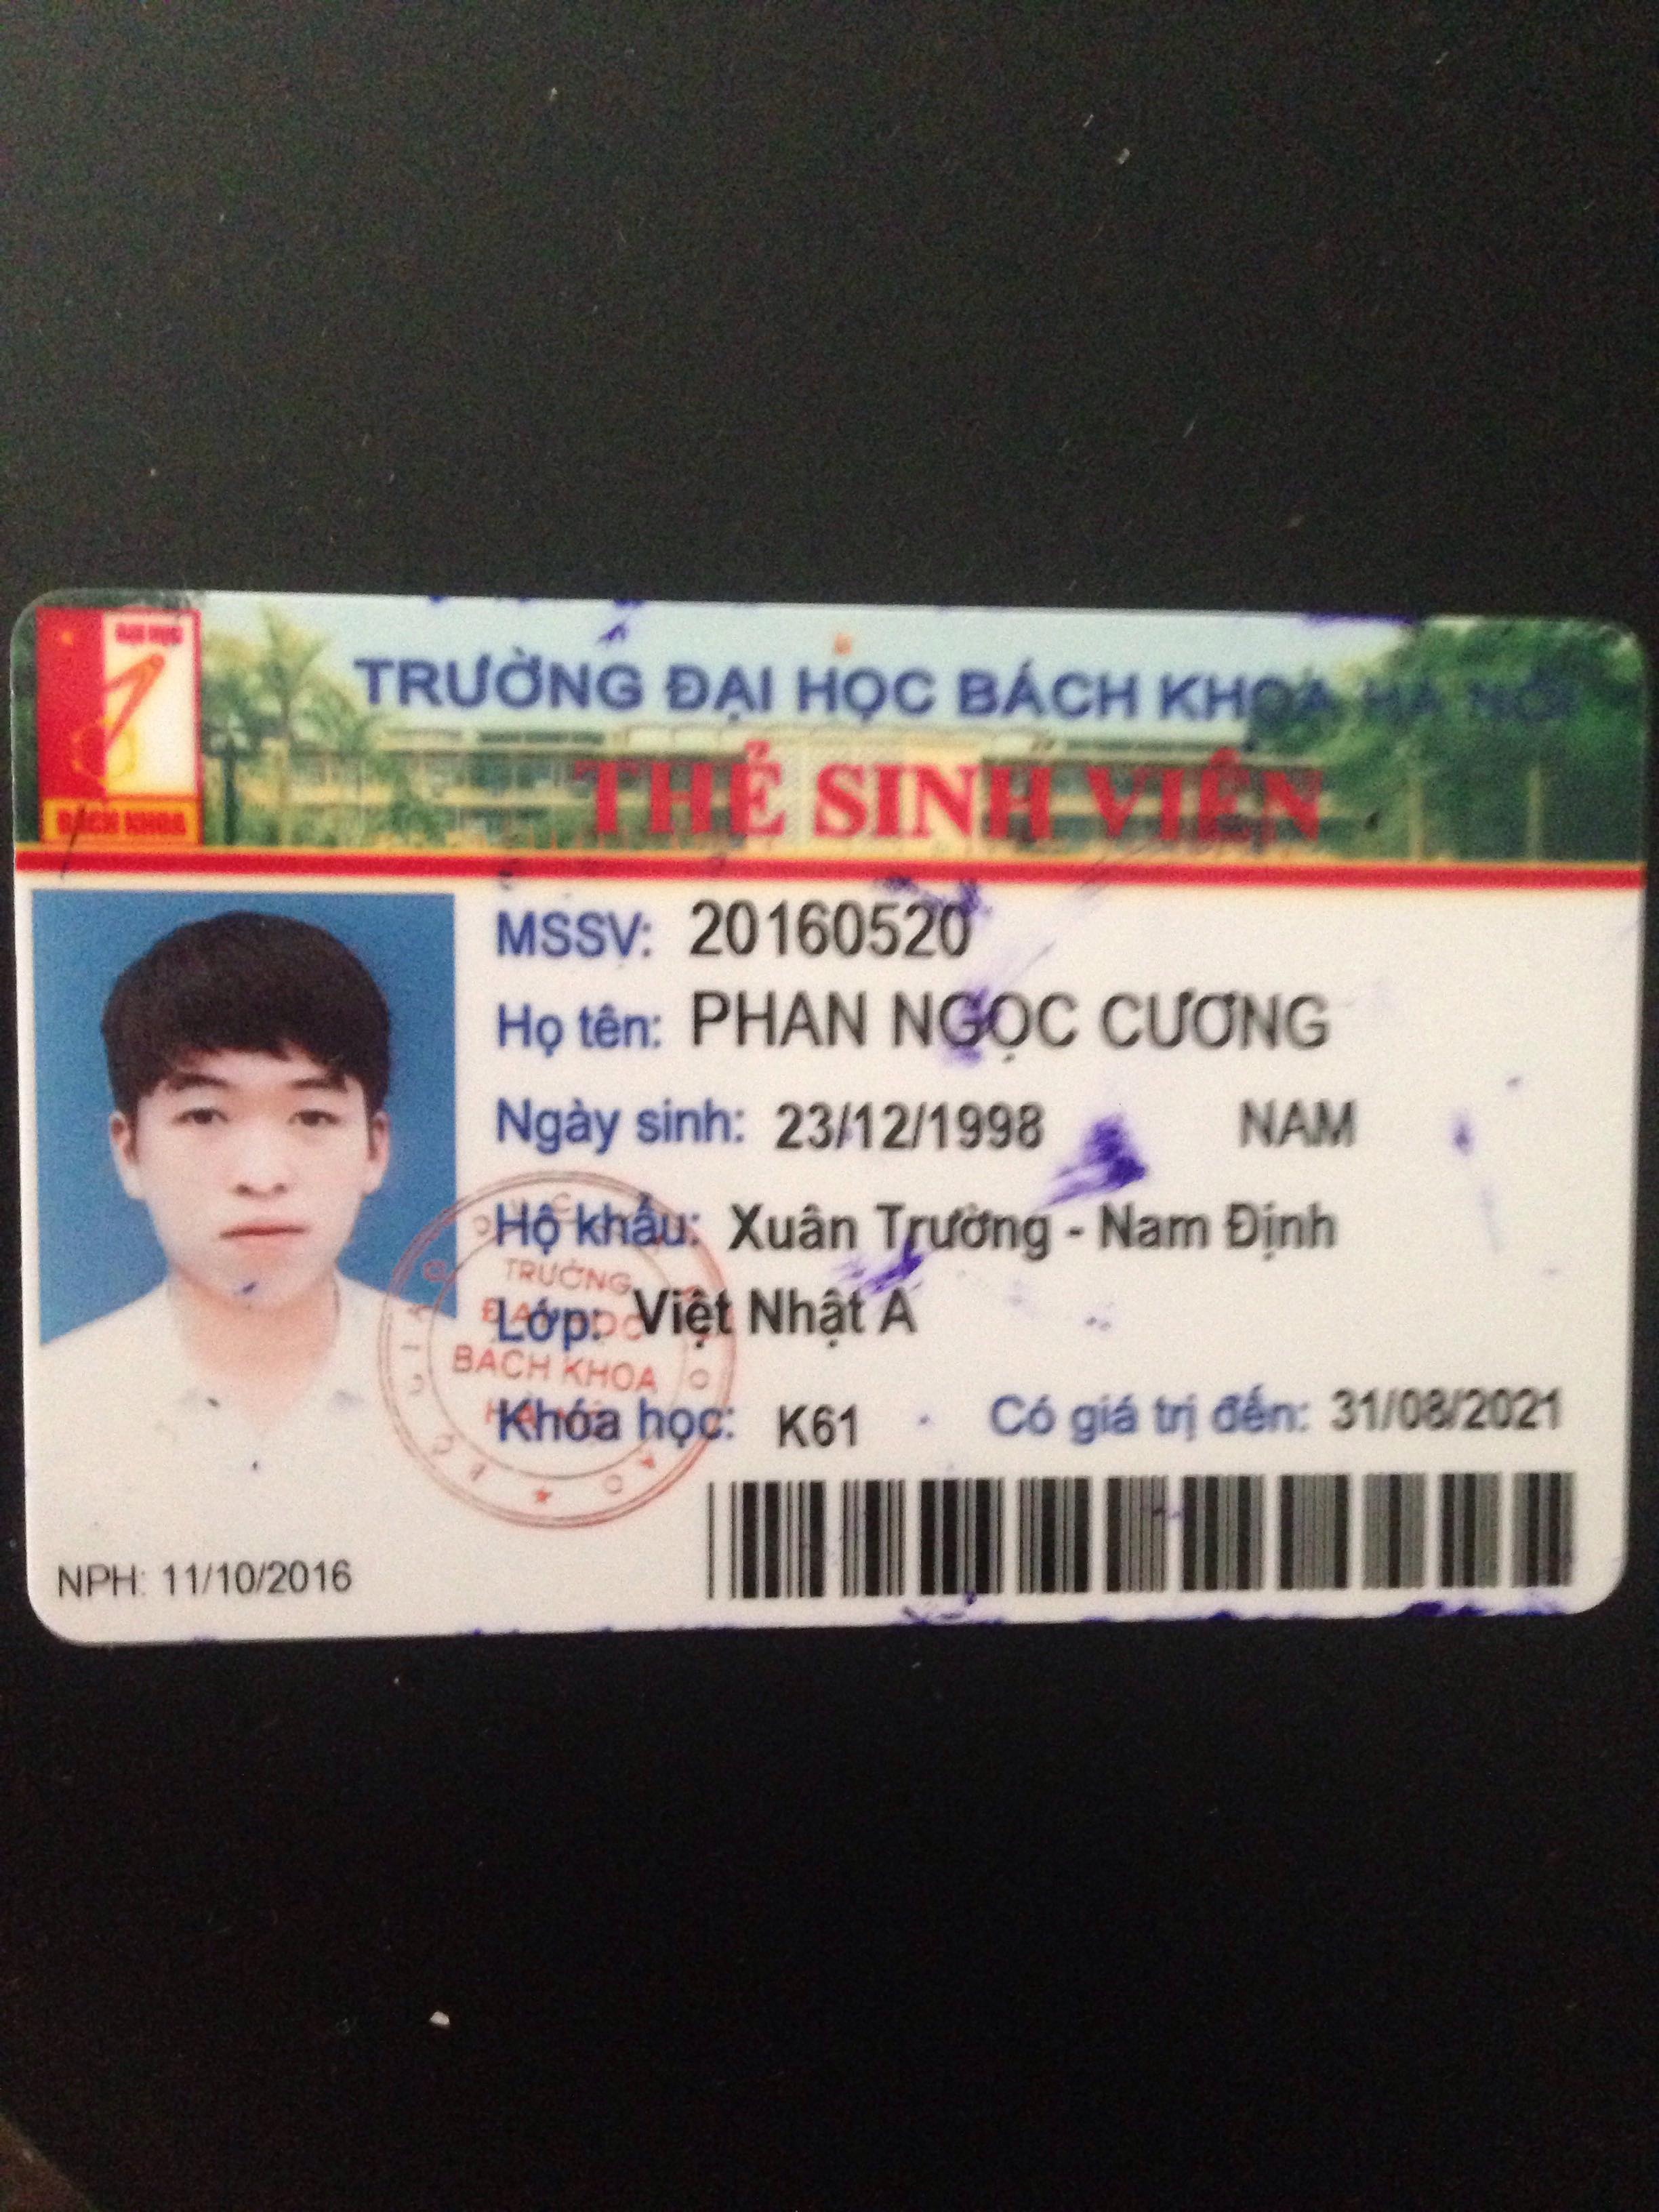 BÁCH KHOA
TRƯỜNG ĐẠI HỌC BÁCH KHOA HÀ NỘI
THẺ SINH VIÊN
MSSV: 20160520
Họ tên: PHAN NGỌC CƯƠNG
Ngày sinh: 23/12/1998 NAM
Hộ khẩu: Xuân Trường - Nam Định
Lớp: Việt Nhật A
Khóa học: K61 Có giá trị đến: 31/08/2021
TRƯỜNG
ĐẠI HỌC
BÁCH KHOA
HÀ NỘI
NPH: 11/10/2016